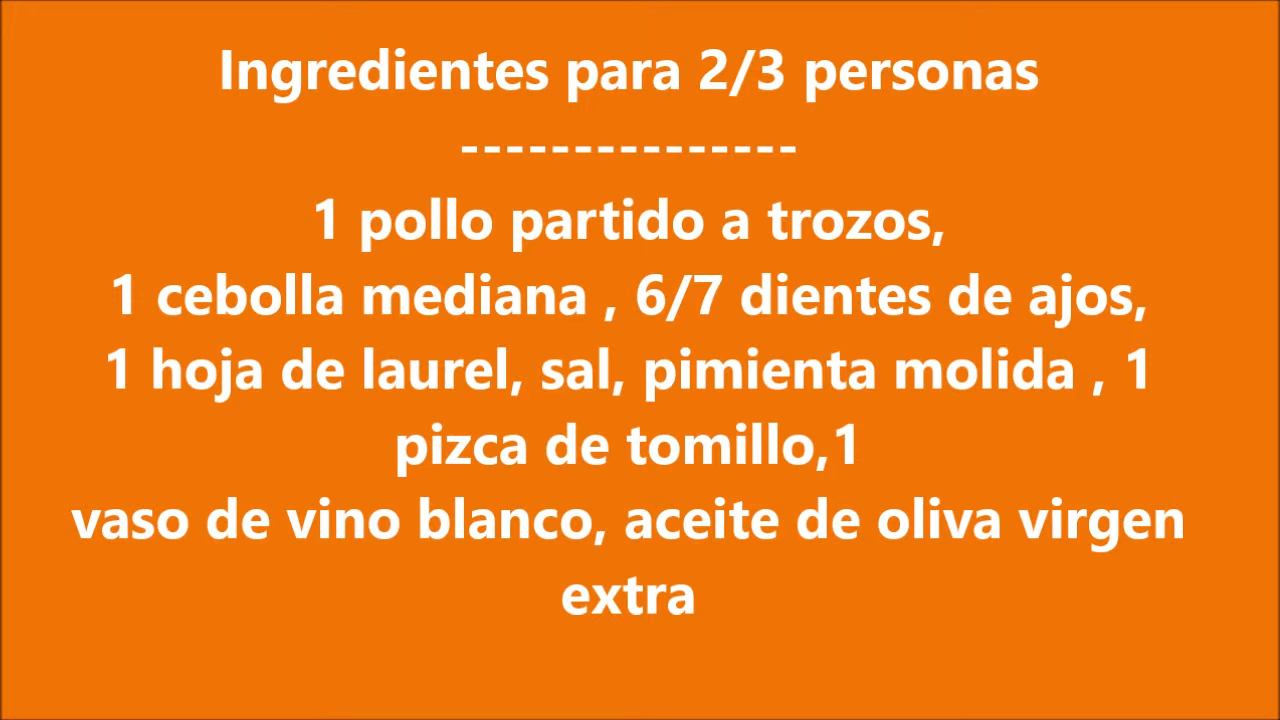 Ingredientes para 2/3 personas
---------------
1 pollo partido a trozos,
1 cebolla mediana , 6/7 dientes de ajos,
1 hoja de laurel, sal, pimienta molida , 1
pizca de tomillo,1
vaso de vino blanco, aceite de oliva virgen
extra